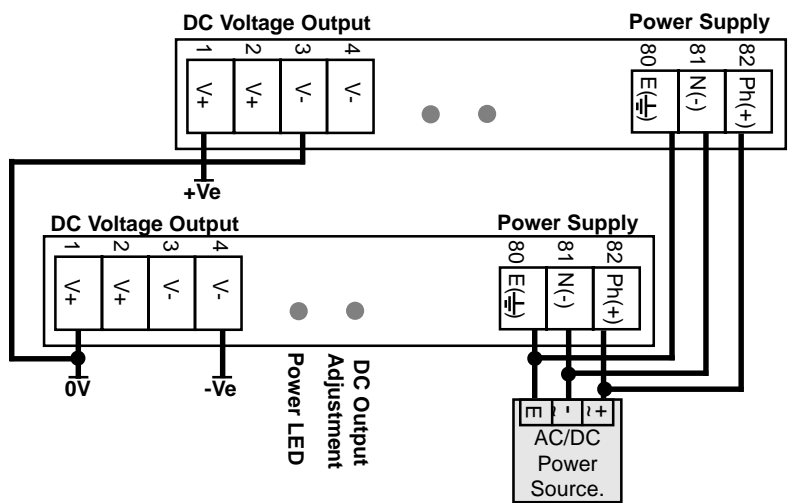 DC Voltage Output
Power Supply
1 2 3 4
80 81 82
V+ V+ V- V-
E(⏚) N(-) Ph(+)
+Ve
DC Voltage Output
Power Supply
1 2 3 4
80 81 82
V+ V+ V- V-
E(⏚) N(-) Ph(+)
0V
-Ve
Power LED
DC Output
Adjustment
E ~- ~+
AC/DC
Power
Source.